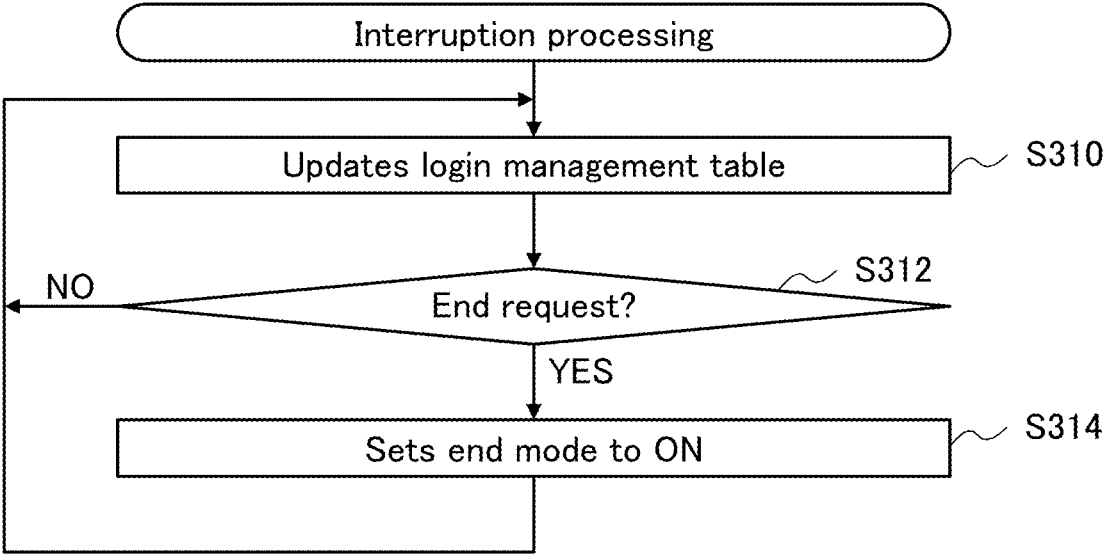 Interruption processing
Updates login management table
S310
S312
NO
End request?
YES
Sets end mode to ON
S314